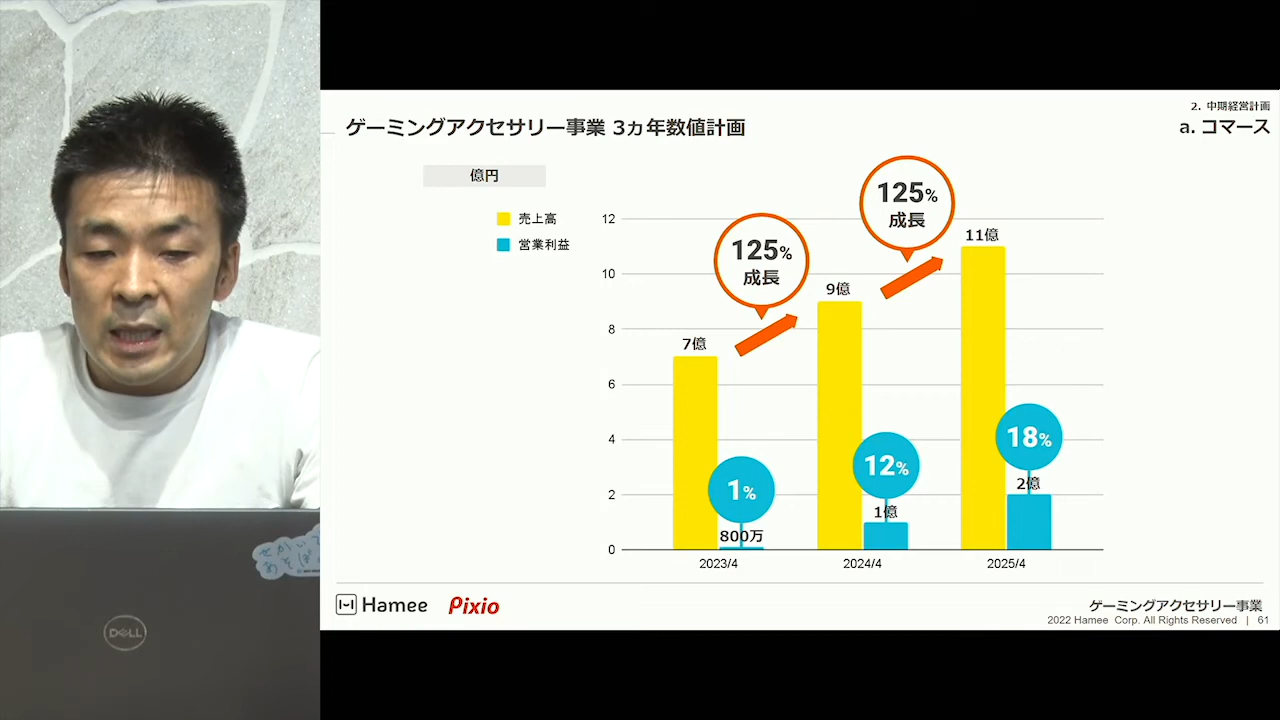 2. 中期経営計画
ゲーミングアクセサリー事業 3ヵ年数値計画
a. コマース
億円
売上高
営業利益
12
10
8
6
4
2
0
125%
成長
125%
成長
7億
9億
11億
1%
12%
18%
800万
1億
2億
2023/4
2024/4
2025/4
Hamee
Pixio
ゲーミングアクセサリー事業
2022 Hamee Corp. All Rights Reserved | 61
DELL